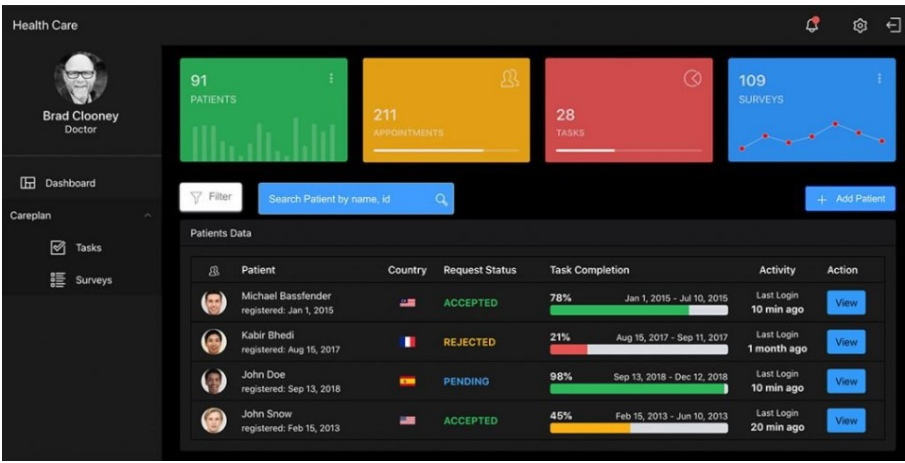 Health Care
Brad Clooney
Doctor
Dashboard
Careplan
Tasks
Surveys
91
PATIENTS
211
APPOINTMENTS
28
TASKS
109
SURVEYS
Filter
Search Patient by name, id
+ Add Patient
Patients Data
Patient Country Request Status Task Completion Activity Action
Michael Bassfender
registered: Jan 1, 2015
ACCEPTED
78% Jan 1, 2015 - Jul 10, 2015
Last Login
10 min ago
View
Kabir Bhedi
registered: Aug 15, 2017
REJECTED
21% Aug 15, 2017 - Sep 11, 2017
Last Login
1 month ago
View
John Doe
registered: Sep 13, 2018
PENDING
98% Sep 13, 2018 - Dec 12, 2018
Last Login
10 min ago
View
John Snow
registered: Feb 15, 2013
ACCEPTED
45% Feb 15, 2013 - Jun 10, 2013
Last Login
20 min ago
View